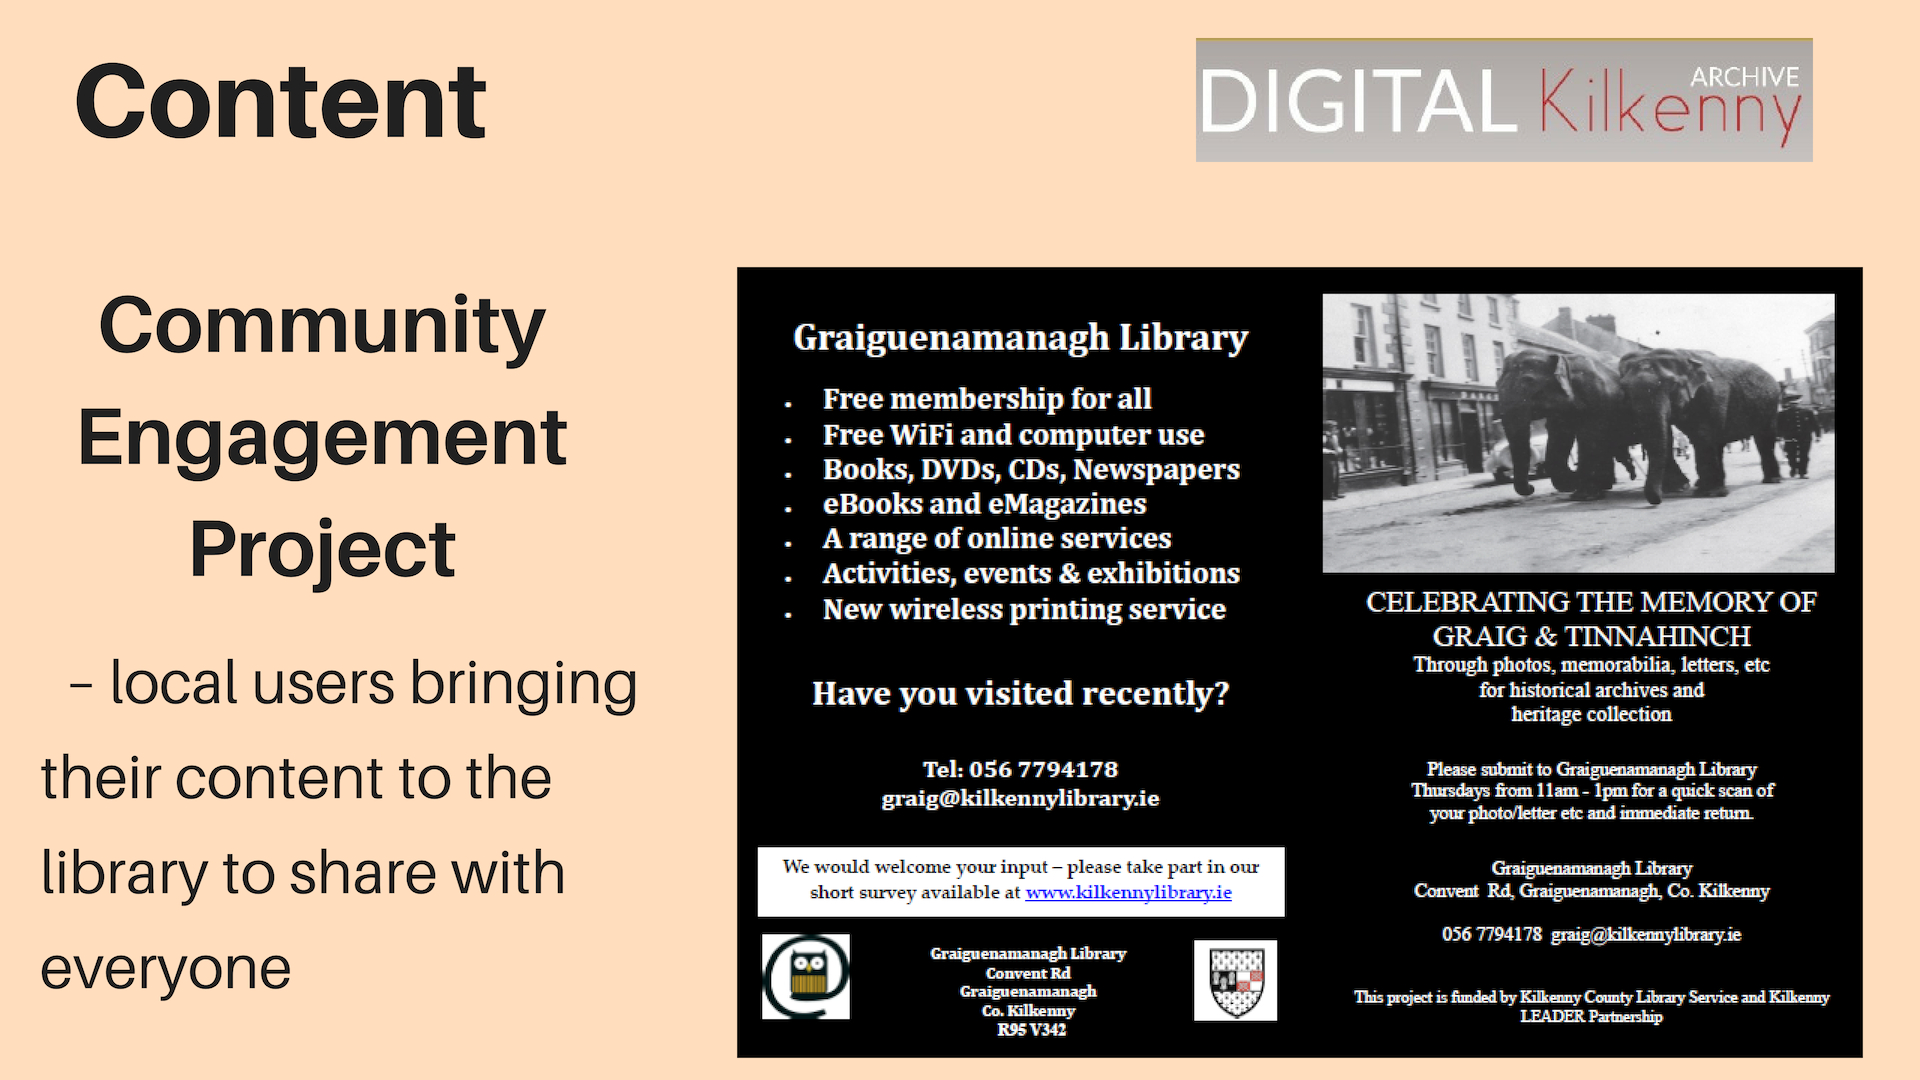 Content
DIGITAL Kilkenny ARCHIVE
Community
Engagement
Project
– local users bringing
their content to the
library to share with
everyone
Graiguenamanagh Library
• Free membership for all
• Free WiFi and computer use
• Books, DVDs, CDs, Newspapers
• eBooks and eMagazines
• A range of online services
• Activities, events & exhibitions
• New wireless printing service
Have you visited recently?
Tel: 056 7794178
graig@kilkennylibrary.ie
We would welcome your input – please take part in our
short survey available at www.kilkennylibrary.ie
Graiguenamanagh Library
Convent Rd
Graiguenamanagh
Co. Kilkenny
R95 V342
CELEBRATING THE MEMORY OF
GRAIG & TINNAHINCH
Through photos, memorabilia, letters, etc
for historical archives and
heritage collection
Please submit to Graiguenamanagh Library
Thursdays from 11am - 1pm for a quick scan of
your photo/letter etc and immediate return.
Graiguenamanagh Library
Convent Rd, Graiguenamanagh, Co. Kilkenny
056 7794178 graig@kilkennylibrary.ie
This project is funded by Kilkenny County Library Service and Kilkenny
LEADER Partnership